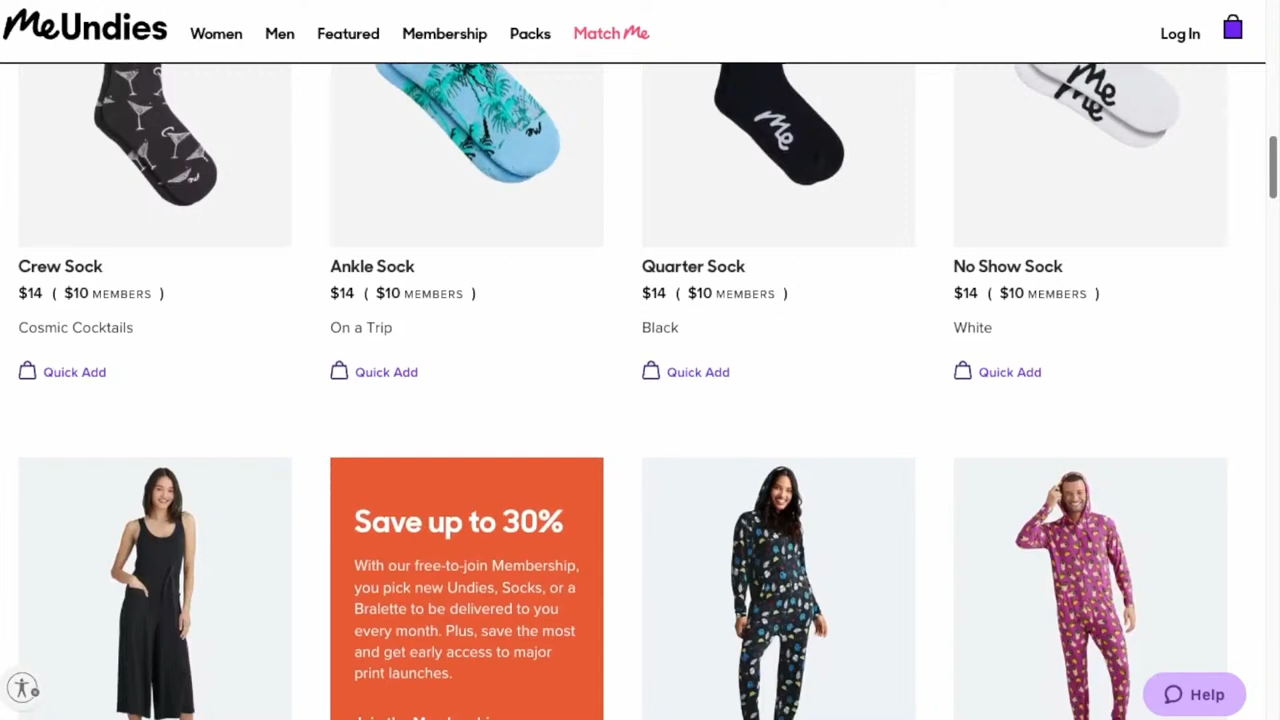 MeUndies
Women
Men
Featured
Membership
Packs
Match Me
Log In
Me
Me
Me
Me
Crew Sock
$14 ( $10 MEMBERS )
Cosmic Cocktails
Quick Add
Ankle Sock
$14 ( $10 MEMBERS )
On a Trip
Quick Add
Quarter Sock
$14 ( $10 MEMBERS )
Black
Quick Add
No Show Sock
$14 ( $10 MEMBERS )
White
Quick Add
Save up to 30%
With our free-to-join Membership,
you pick new Undies, Socks, or a
Bralette to be delivered to you
every month. Plus, save the most
and get early access to major
print launches.
Help